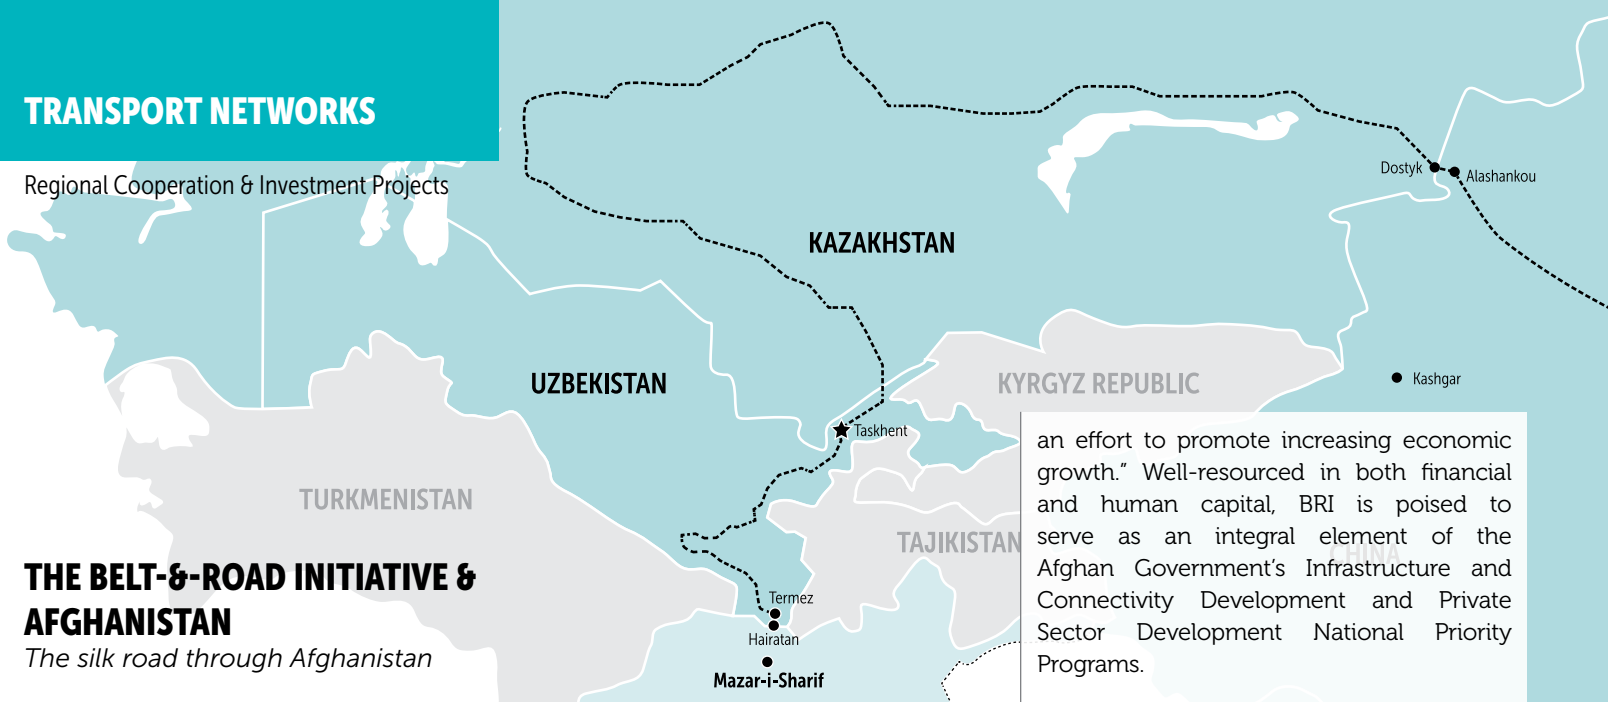 TRANSPORT NETWORKS
Regional Cooperation & Investment Projects
Dostyk
Alashankou
KAZAKHSTAN
UZBEKISTAN
KYRGYZ REPUBLIC
Kashgar
Taskhent
TURKMENISTAN
TAJIKISTAN
CHINA
THE BELT-&-ROAD INITIATIVE &
AFGHANISTAN
The silk road through Afghanistan
Termez
Hairatan
Mazar-i-Sharif
an effort to promote increasing economic
growth.” Well-resourced in both financial
and human capital, BRI is poised to
serve as an integral element of the
Afghan Government’s Infrastructure and
Connectivity Development and Private
Sector Development National Priority
Programs.